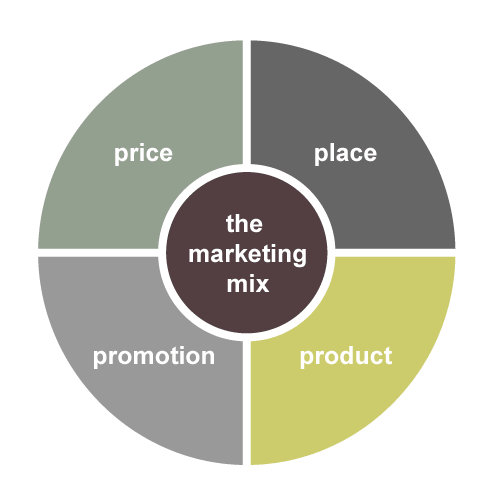 price
place
the
marketing
mix
promotion
product